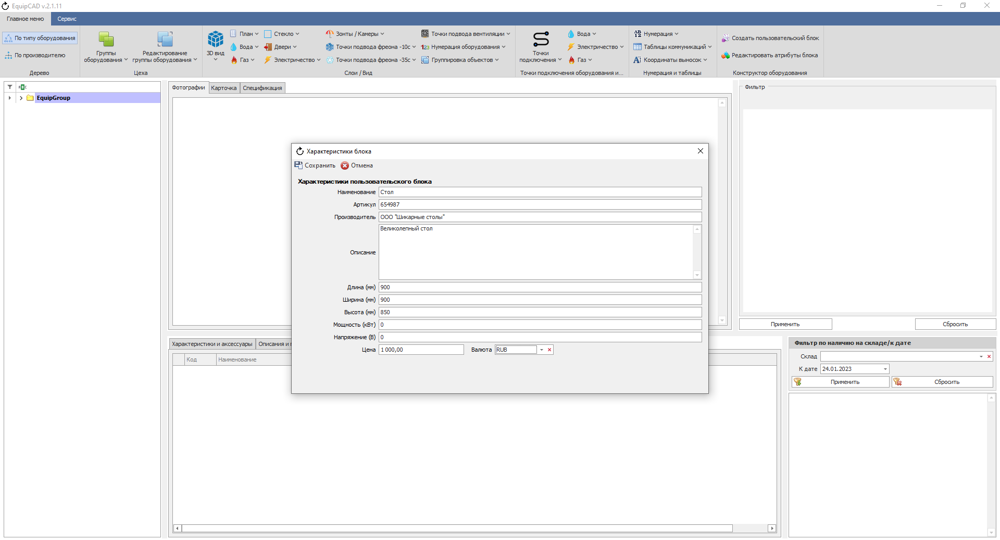 EquipCAD v.2.1.11
Главное меню
Сервис
По типу оборудования
По производителю
Дерево
Группы
оборудования
Редактирование
группы оборудования
Цеха
3D вид
План
Вода
Газ
Стекло
Двери
Электричество
Зонты / Камеры
Точки подвода фреона -10с
Точки подвода фреона -35с
Точки подвода вентиляции
123 Нумерация оборудования
Группировка объектов
Слои / Вид
Точки
подключения
Вода
Электричество
Газ
Точки подключения оборудования и...
AB
12 Нумерация
Таблицы коммуникаций
Координаты выносок
Нумерация и таблицы
Создать пользовательский блок
Редактировать атрибуты блока
Конструктор оборудования
ABC
EquipGroup
Фотографии
Карточка
Спецификация
Фильтр
Применить
Сбросить
Характеристики блока
Сохранить
Отмена
Характеристики пользовательского блока
Наименование Стол
Артикул 654987
Производитель ООО "Шикарные столы"
Описание Великолепный стол
Длина (мм) 900
Ширина (мм) 900
Высота (мм) 850
Мощность (кВт) 0
Напряжение (В) 0
Цена 1 000,00 Валюта RUB
Характеристики и аксессуары
Описания и
Код
Наименование
Фильтр по наличию на складе/к дате
Склад
К дате 24.01.2023
Применить
Сбросить